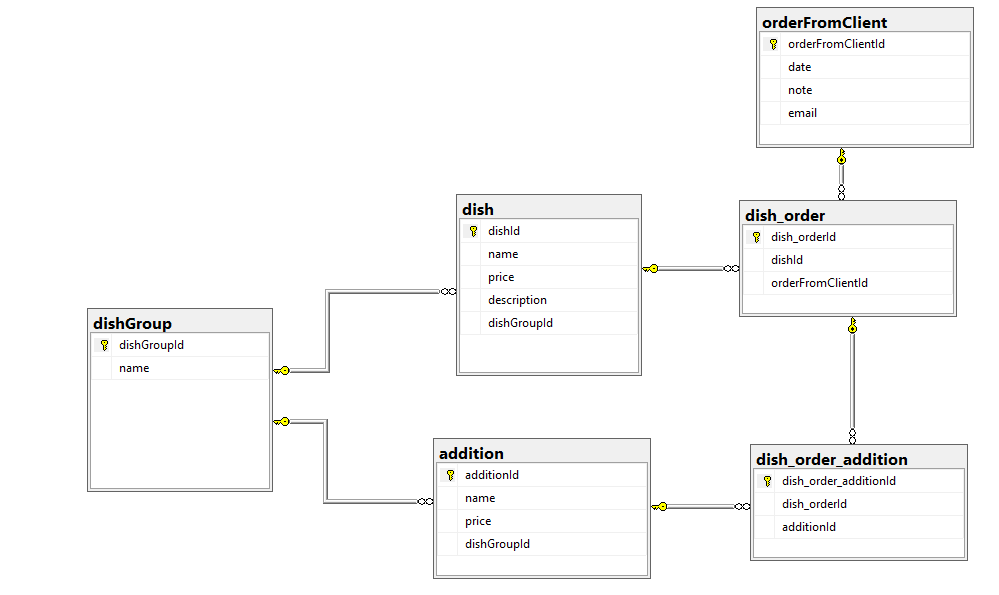 orderFromClient
orderFromClientId
date
note
email
dish
dishId
name
price
description
dishGroupId
dish_order
dish_orderId
dishId
orderFromClientId
dishGroup
dishGroupId
name
addition
additionId
name
price
dishGroupId
dish_order_addition
dish_order_additionId
dish_orderId
additionId